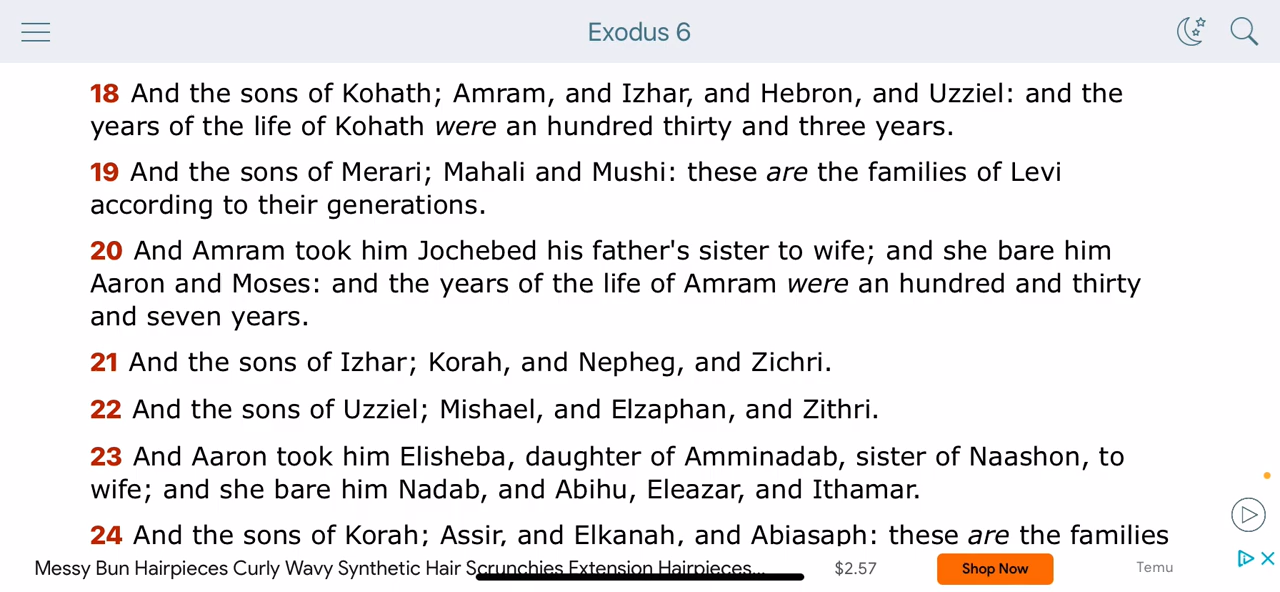 Exodus 6
18 And the sons of Kohath; Amram, and Izhar, and Hebron, and Uzziel: and the
years of the life of Kohath were an hundred thirty and three years.
19 And the sons of Merari; Mahali and Mushi: these are the families of Levi
according to their generations.
20 And Amram took him Jochebed his father's sister to wife; and she bare him
Aaron and Moses: and the years of the life of Amram were an hundred and thirty
and seven years.
21 And the sons of Izhar; Korah, and Nepheg, and Zichri.
22 And the sons of Uzziel; Mishael, and Elzaphan, and Zithri.
23 And Aaron took him Elisheba, daughter of Amminadab, sister of Naashon, to
wife; and she bare him Nadab, and Abihu, Eleazar, and Ithamar.
24 And the sons of Korah; Assir, and Elkanah, and Abiasaph: these are the families
Messy Bun Hairpieces Curly Wavy Synthetic Hair Scrunchies Extension Hairpieces... $2.57 Shop Now Temu